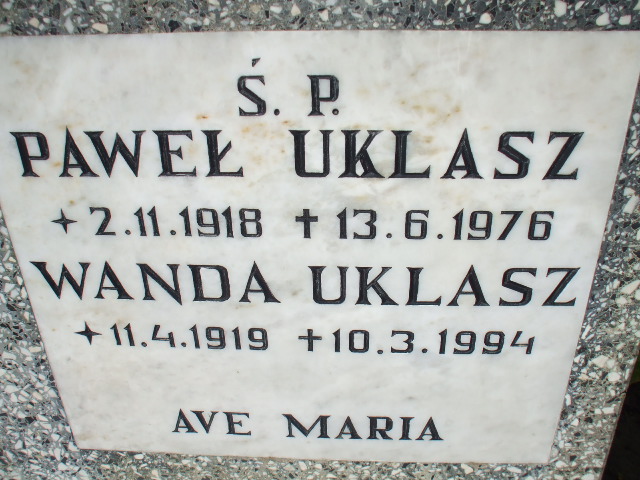 Ś. P.
PAWEŁ UKLASZ
✦ 2.11.1918 ✝ 13.6.1976
WANDA UKLASZ
✦ 11.4.1919 ✝ 10.3.1994
AVE MARIA